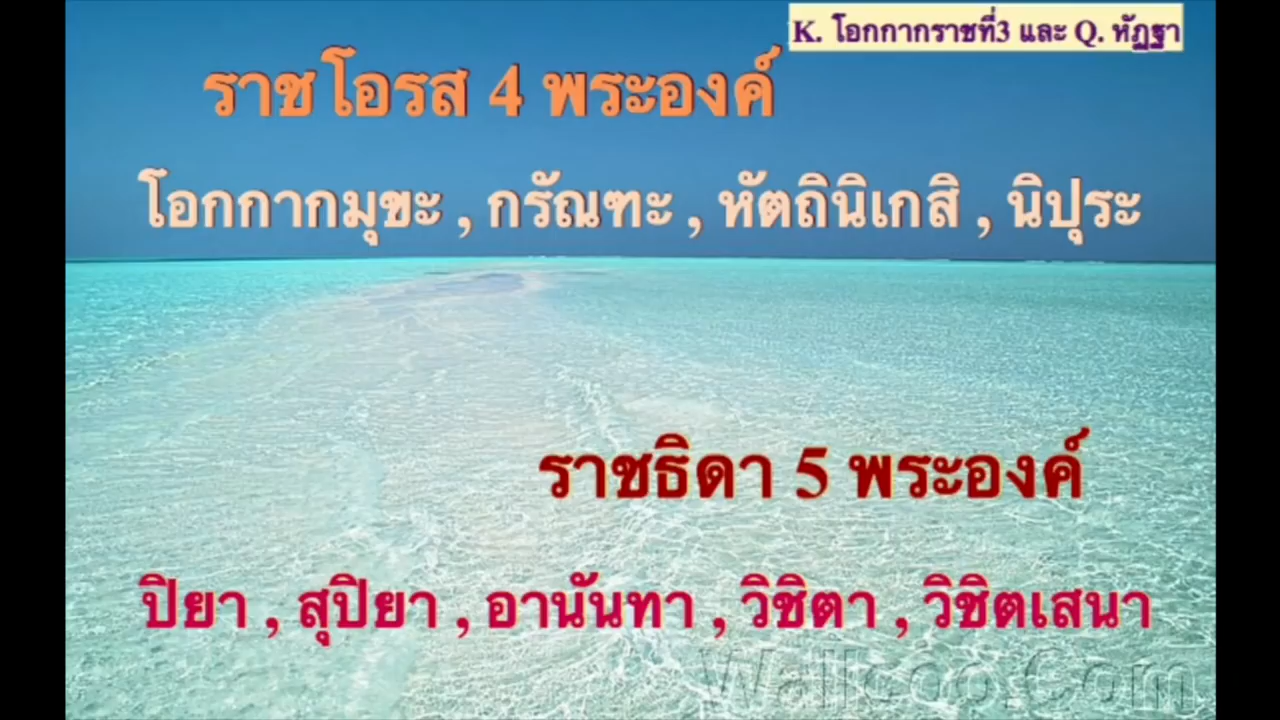 K. โอกกากราชที่3 และ Q. หัฏฐา
ราชโอรส 4 พระองค์
โอกกากมุขะ , กรัณฑะ , หัตถินิเกสิ , นิปุระ
ราชธิดา 5 พระองค์
ปิยา , สุปิยา , อานันทา , วิชิตา , วิชิตเสนา
Wallcoo.Com